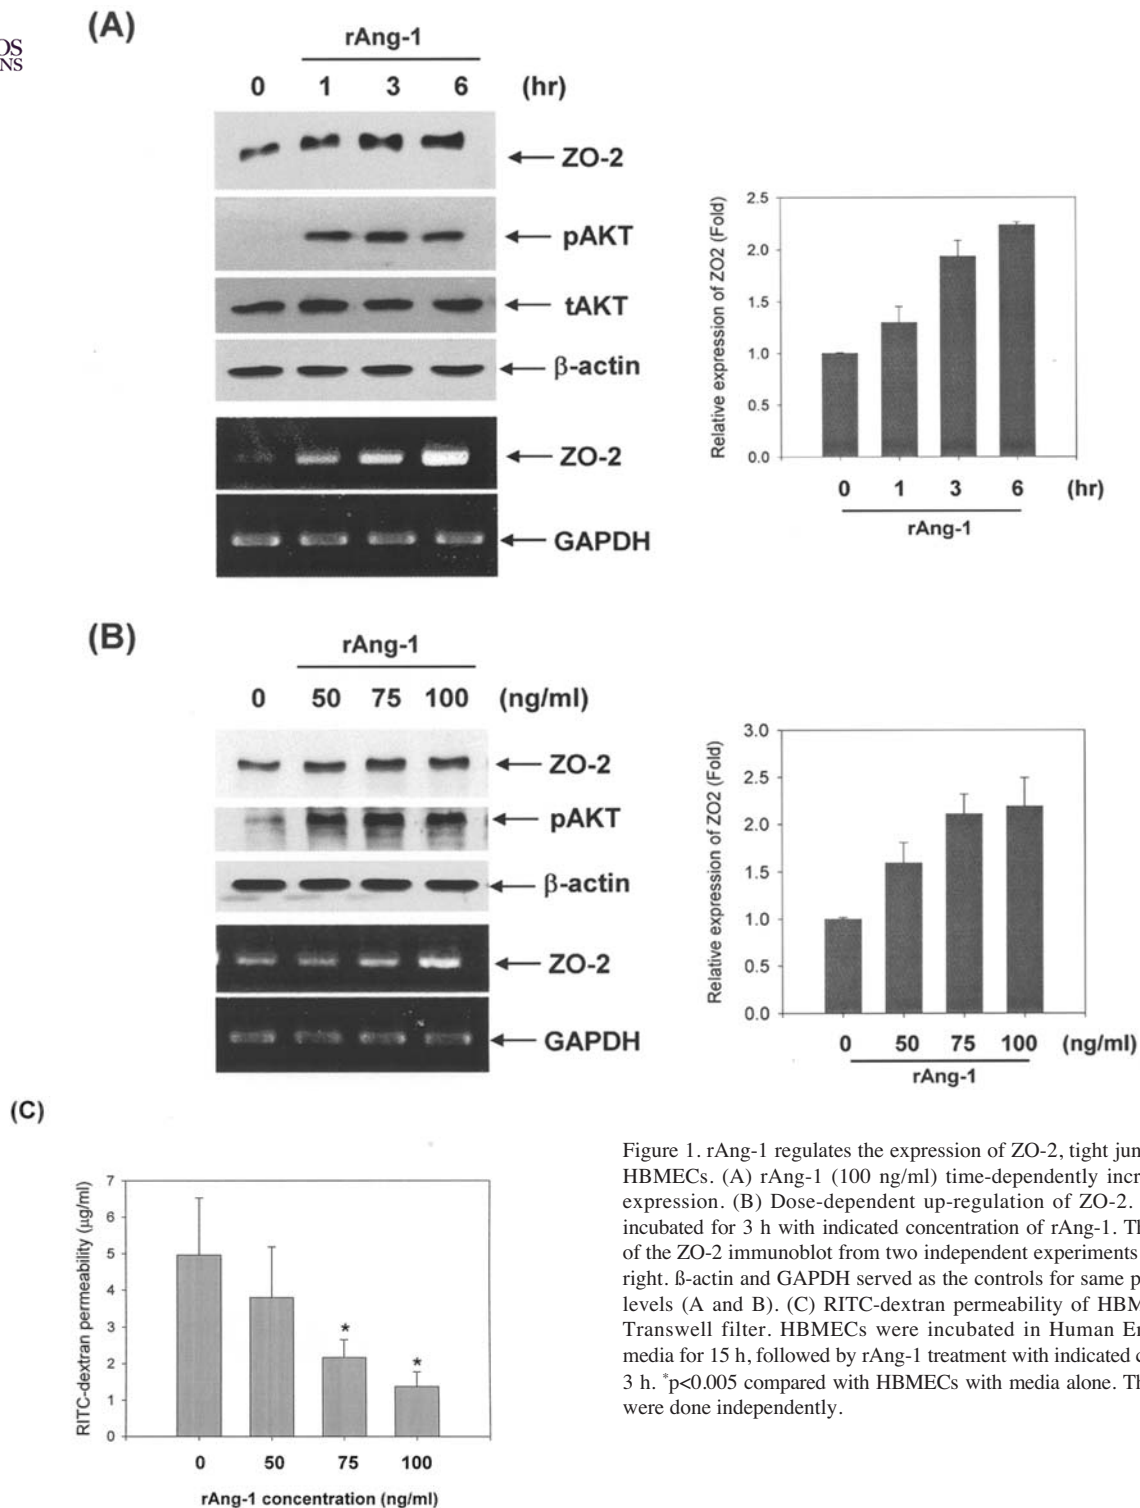 (A)
OS
NS
rAng-1
0 1 3 6 (hr)
ZO-2
pAKT
tAKT
β-actin
ZO-2
GAPDH
Relative expression of ZO2 (Fold)
2.5
2.0
1.5
1.0
0.5
0.0
0 1 3 6 (hr)
rAng-1
(B)
rAng-1
0 50 75 100 (ng/ml)
ZO-2
pAKT
β-actin
ZO-2
GAPDH
Relative expression of ZO2 (Fold)
3.0
2.5
2.0
1.5
1.0
0.5
0.0
0 50 75 100 (ng/ml)
rAng-1
(C)
RITC-dextran permeability (μg/ml)
7
6
5
4
3
2
1
0
* *
0 50 75 100
rAng-1 concentration (ng/ml)
Figure 1. rAng-1 regulates the expression of ZO-2, tight jun
HBMECs. (A) rAng-1 (100 ng/ml) time-dependently incr
expression. (B) Dose-dependent up-regulation of ZO-2.
incubated for 3 h with indicated concentration of rAng-1. Th
of the ZO-2 immunoblot from two independent experiments
right. ß-actin and GAPDH served as the controls for same p
levels (A and B). (C) RITC-dextran permeability of HBM
Transwell filter. HBMECs were incubated in Human En
media for 15 h, followed by rAng-1 treatment with indicated c
3 h. *p<0.005 compared with HBMECs with media alone. Th
were done independently.